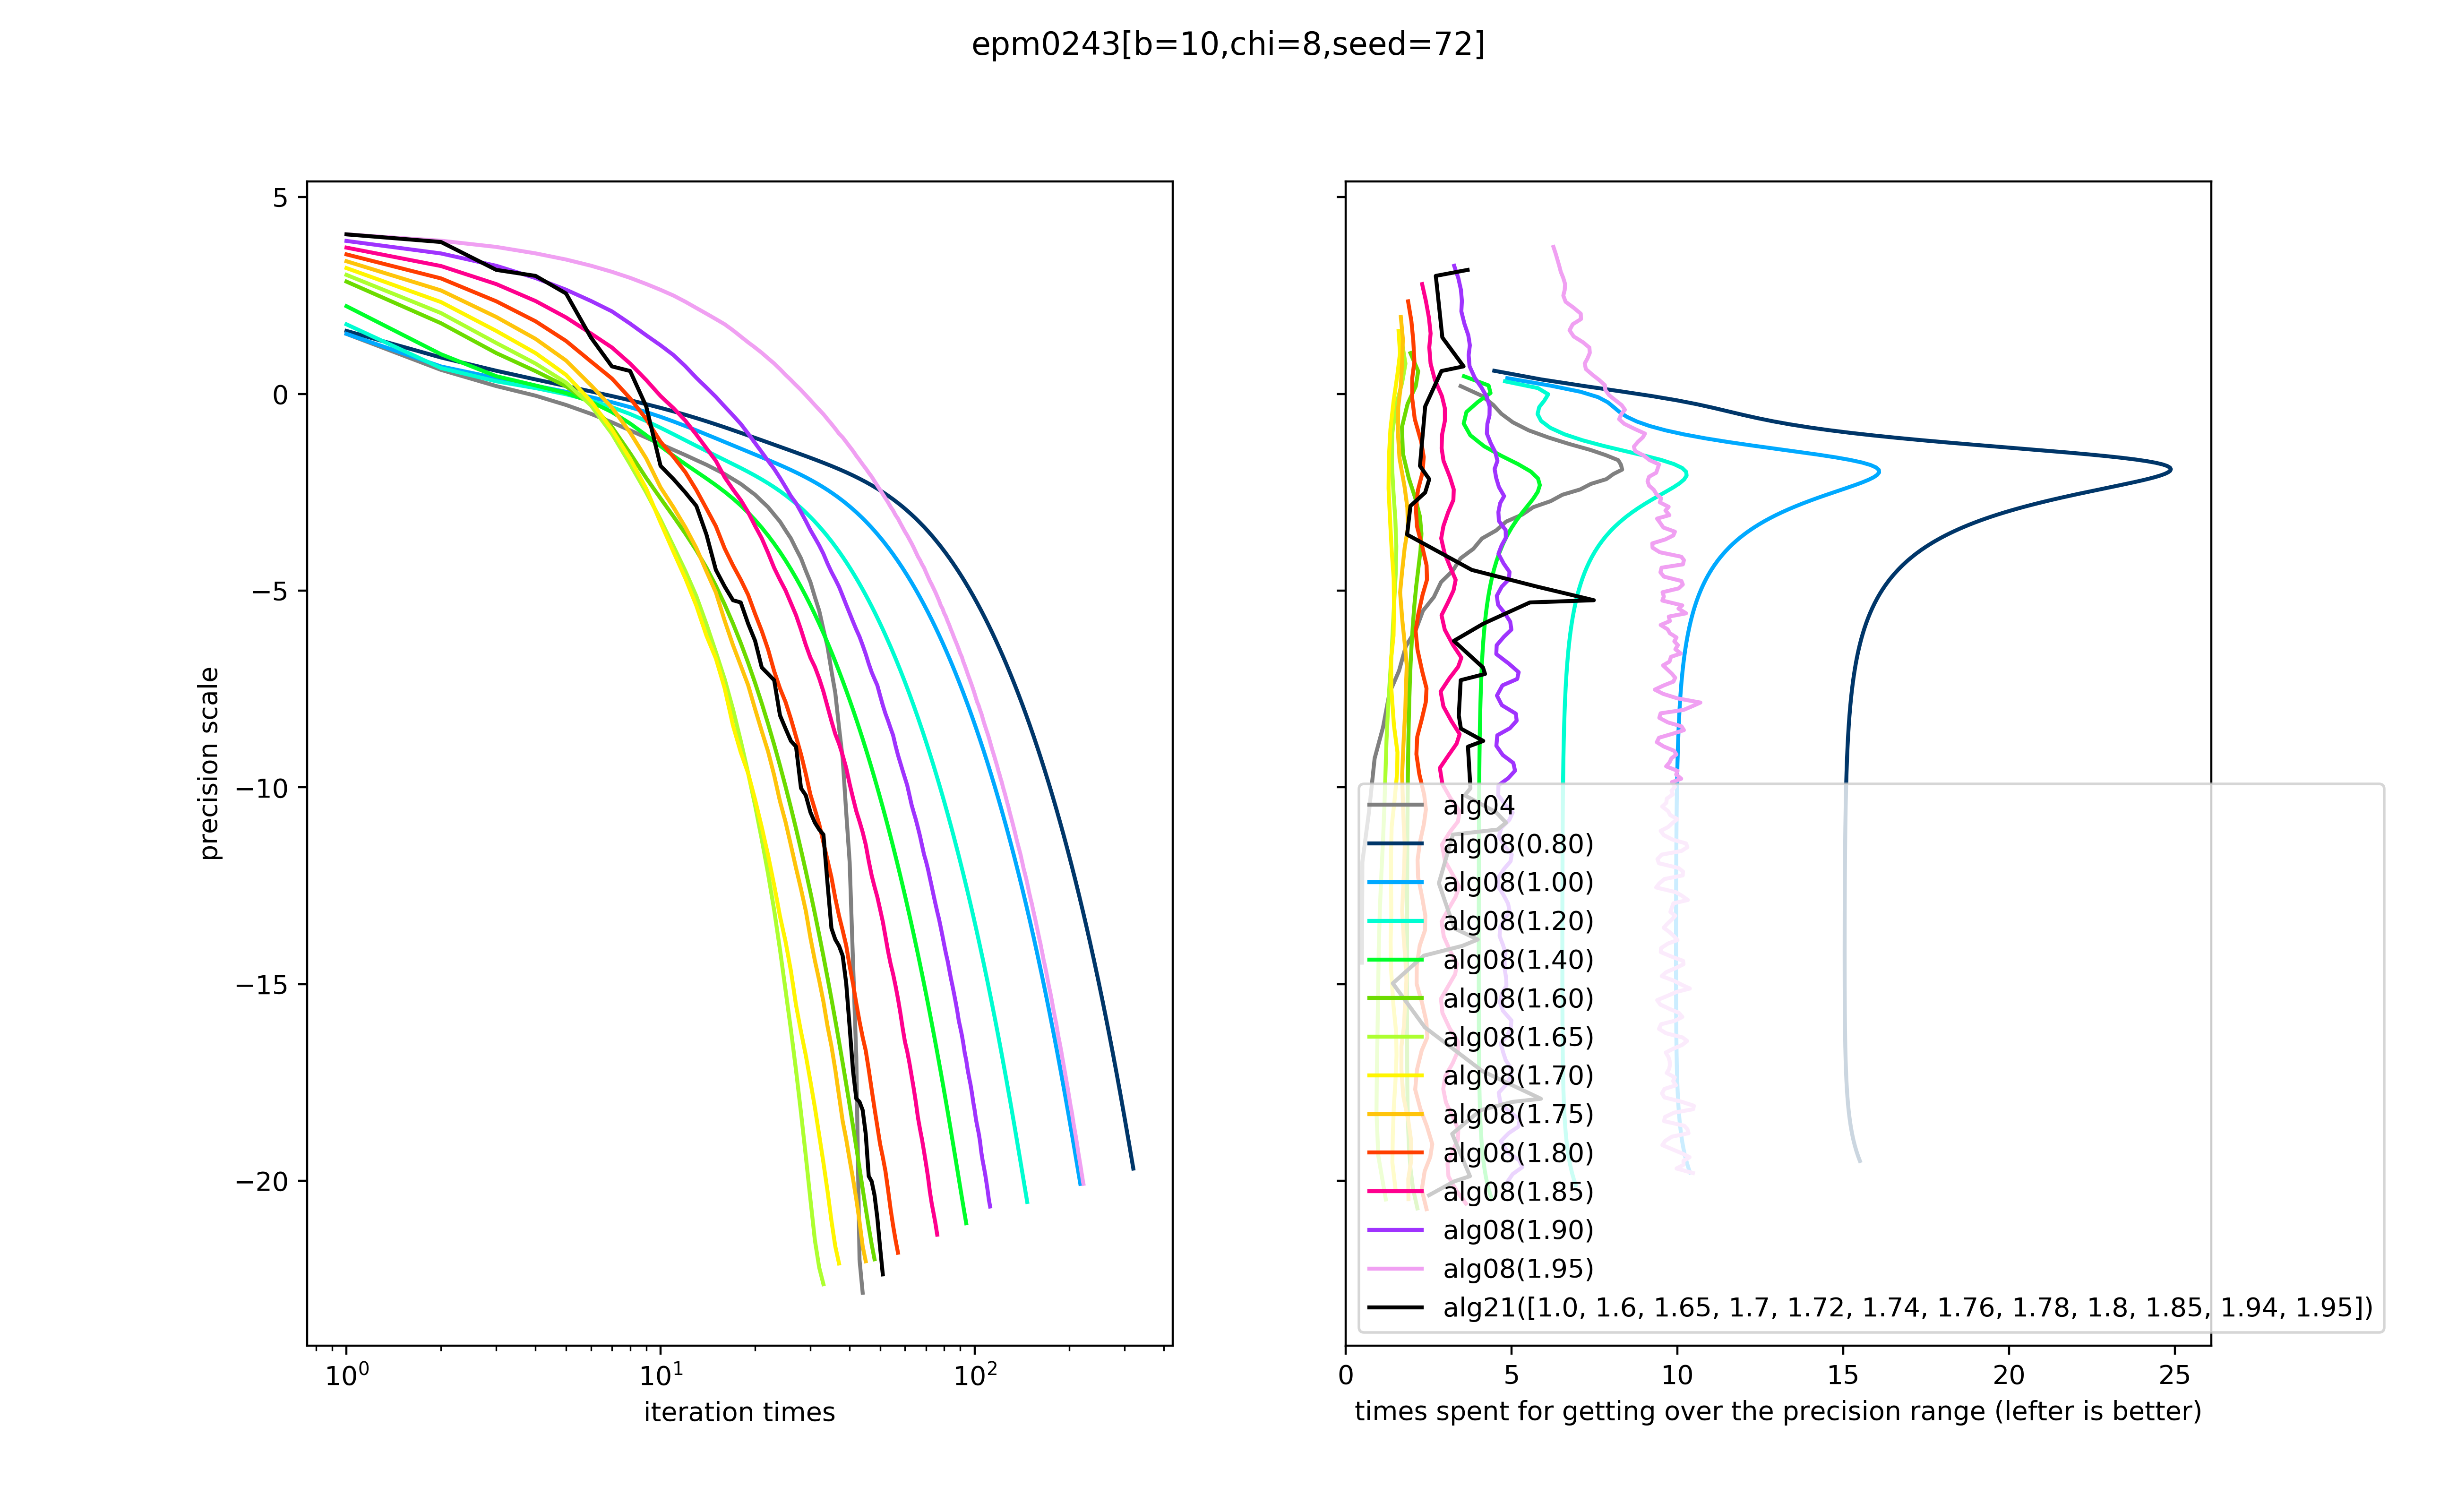 epm0243[b=10,chi=8,seed=72]
precision scale
5
0
−5
−10
−15
−20
10^0
10^1
10^2
iteration times
alg04
alg08(0.80)
alg08(1.00)
alg08(1.20)
alg08(1.40)
alg08(1.60)
alg08(1.65)
alg08(1.70)
alg08(1.75)
alg08(1.80)
alg08(1.85)
alg08(1.90)
alg08(1.95)
alg21([1.0, 1.6, 1.65, 1.7, 1.72, 1.74, 1.76, 1.78, 1.8, 1.85, 1.94, 1.95])
0
5
10
15
20
25
times spent for getting over the precision range (lefter is better)